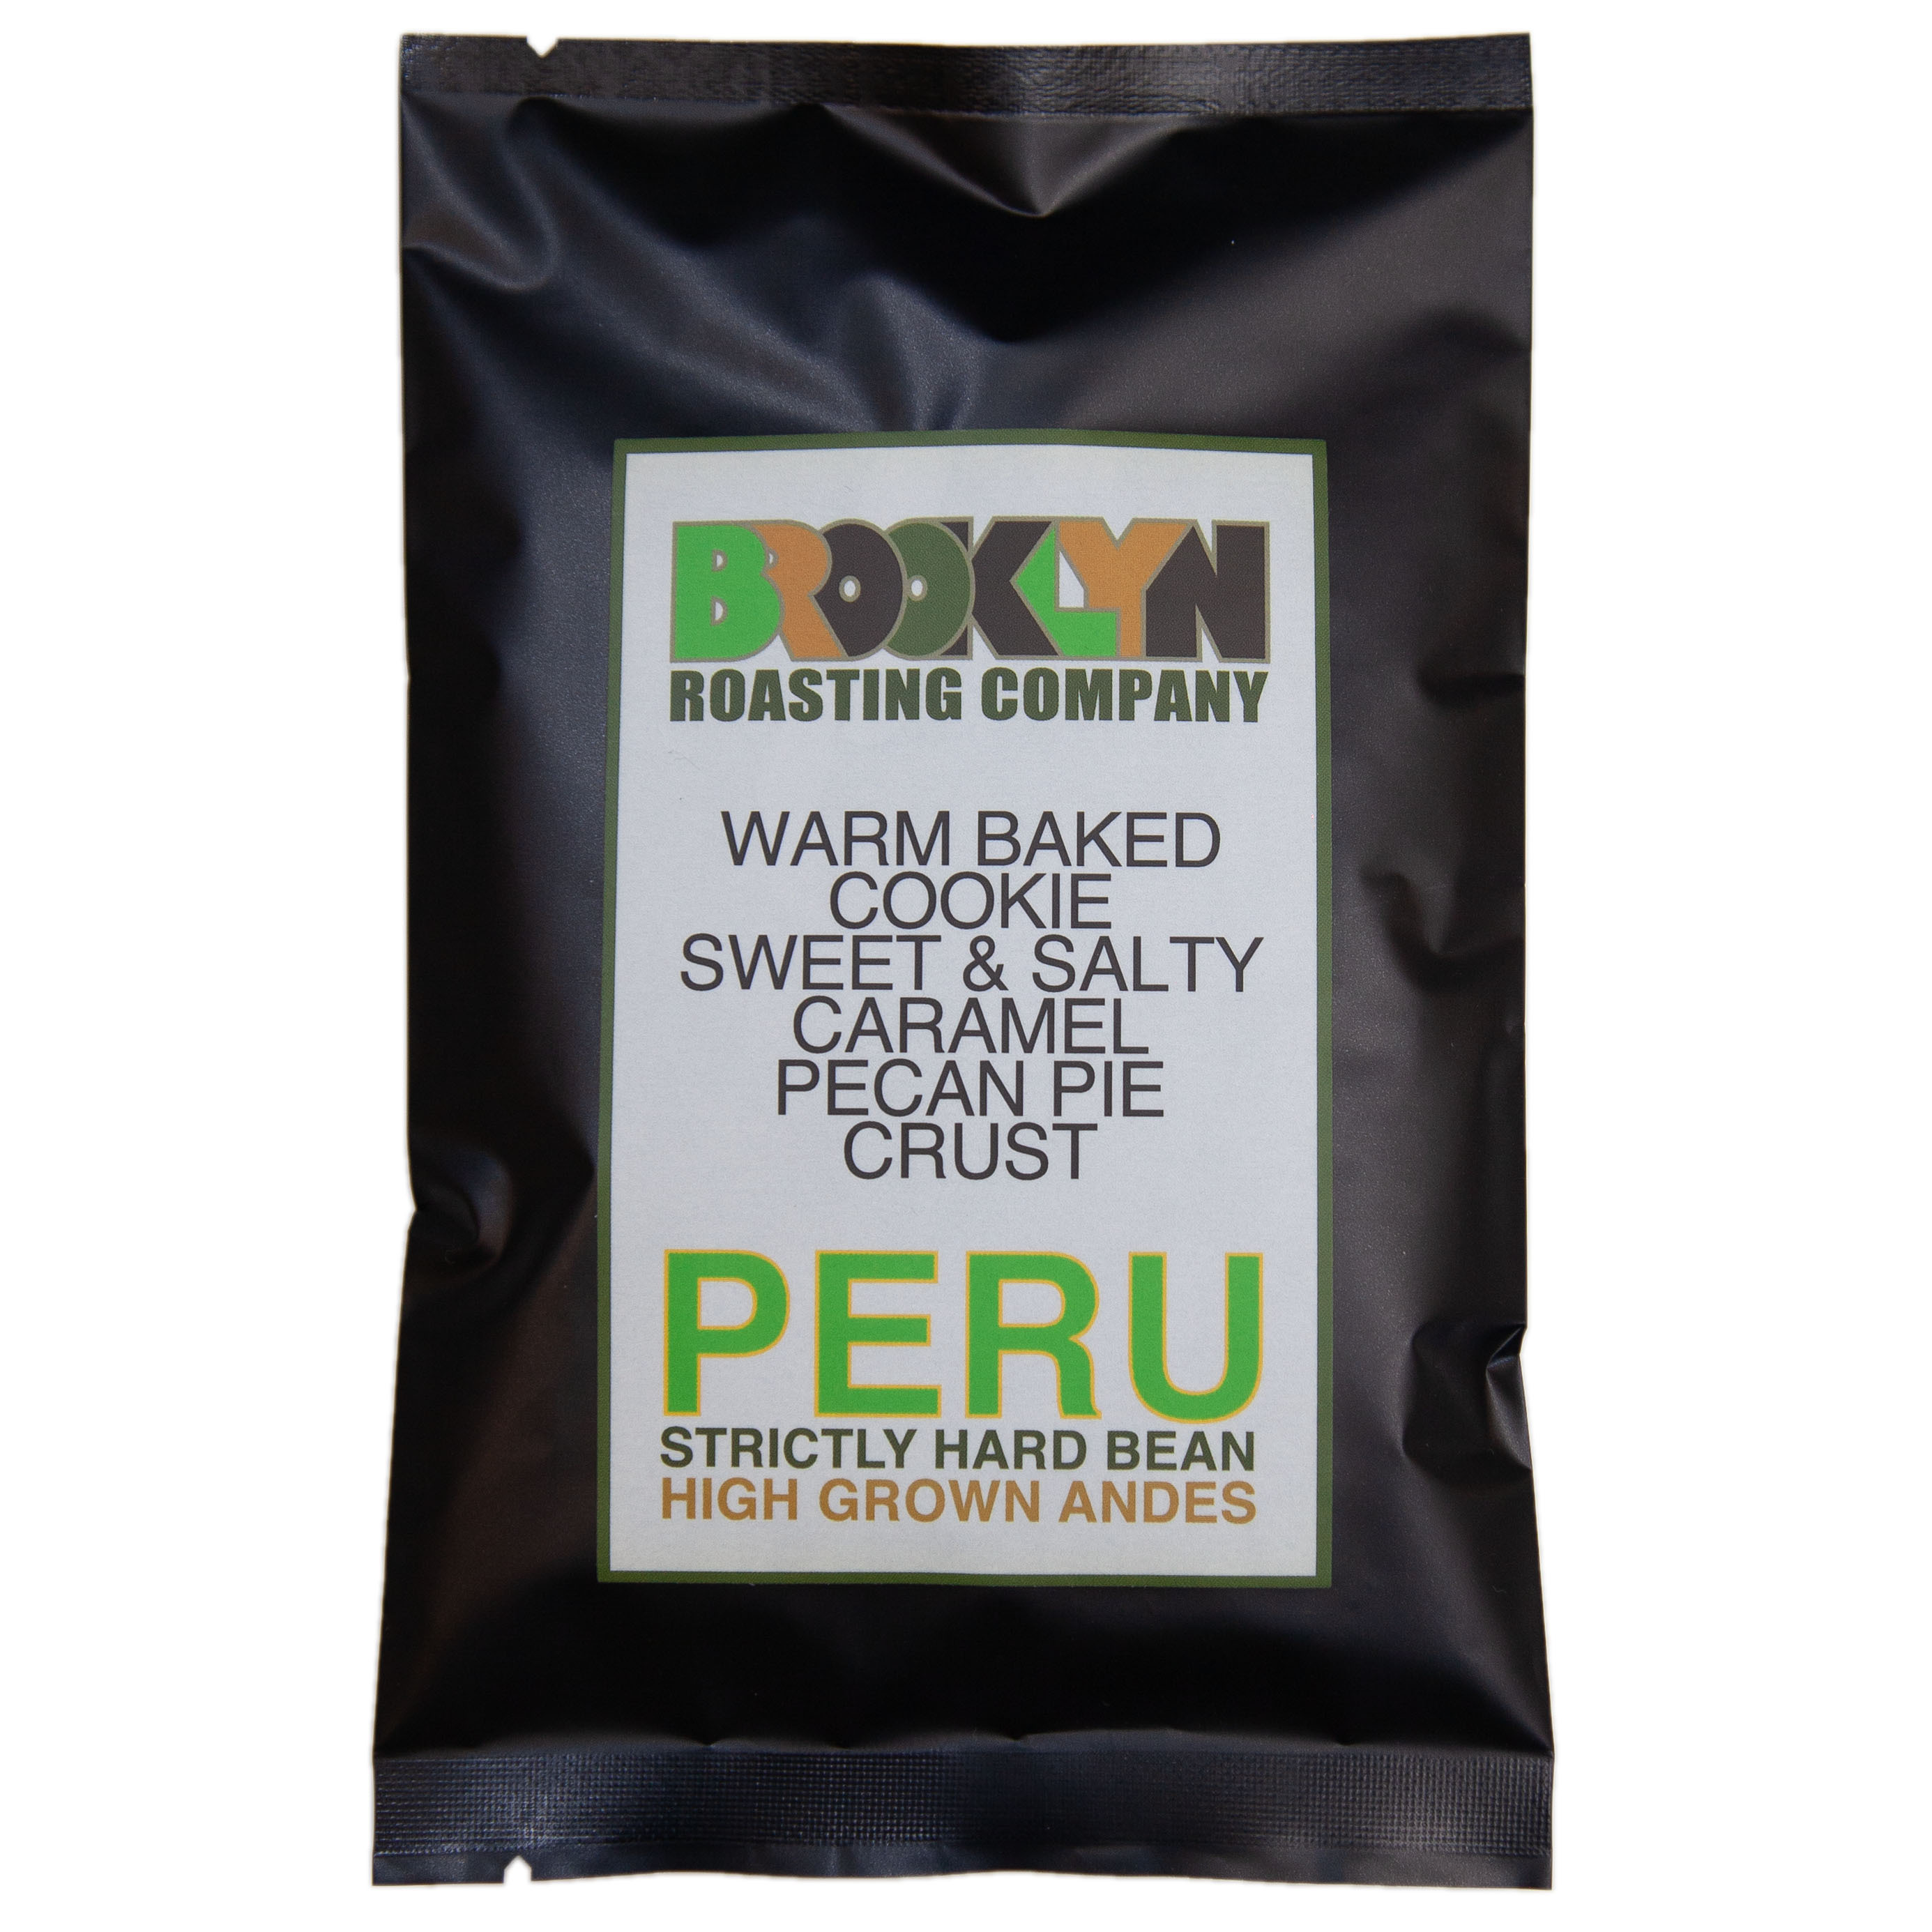 BROOKLYN
ROASTING COMPANY
WARM BAKED
COOKIE
SWEET & SALTY
CARAMEL
PECAN PIE
CRUST
PERU
STRICTLY HARD BEAN
HIGH GROWN ANDES